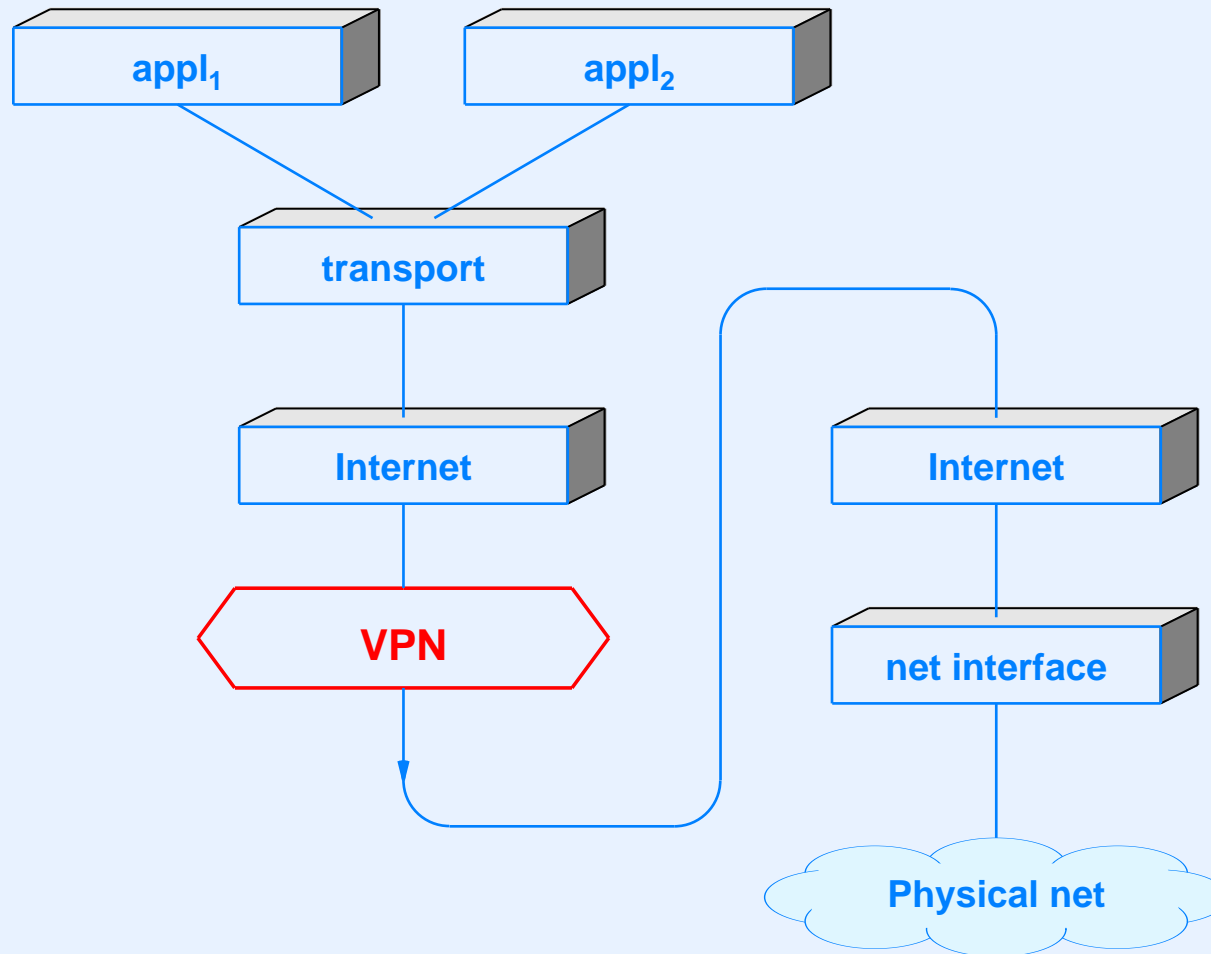 appl₁
appl₂
transport
Internet
Internet
VPN
net interface
Physical net